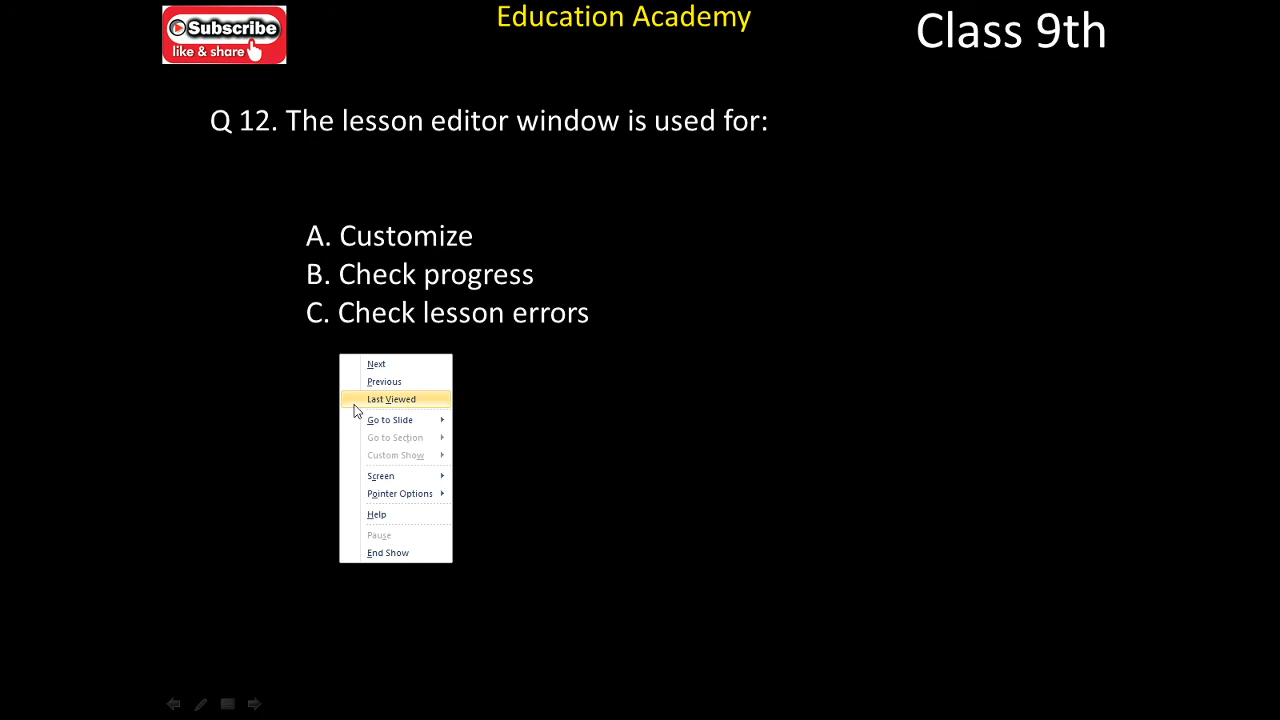 Subscribe
like & share
Education Academy
Class 9th
Q 12. The lesson editor window is used for:
A. Customize
B. Check progress
C. Check lesson errors
Next
Previous
Last Viewed
Go to Slide
Go to Section
Custom Show
Screen
Pointer Options
Help
Pause
End Show